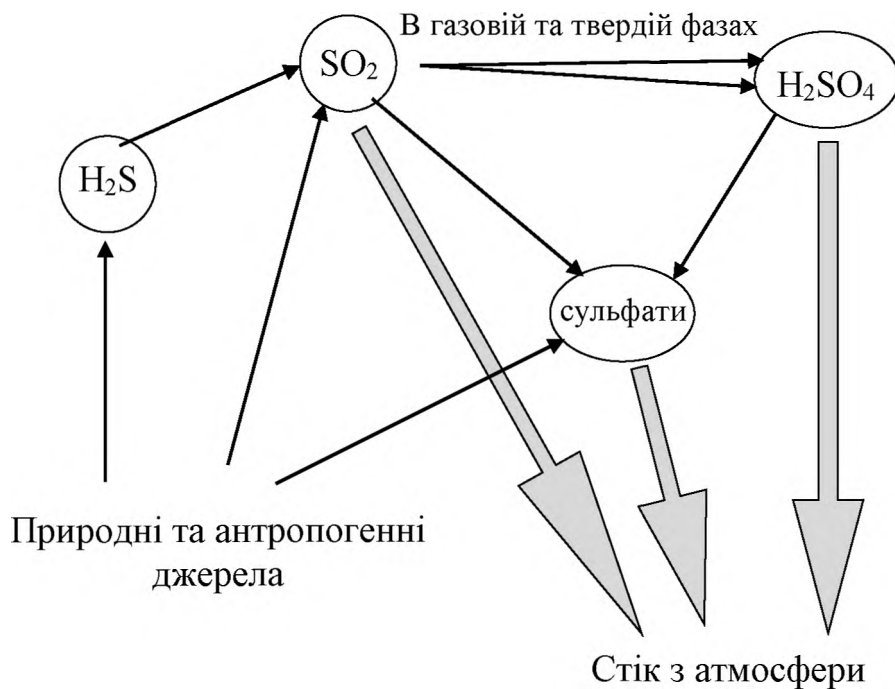 В газовій та твердій фазах
SO₂
H₂SO₄
H₂S
сульфати
Природні та антропогенні
джерела
Стік з атмосфери